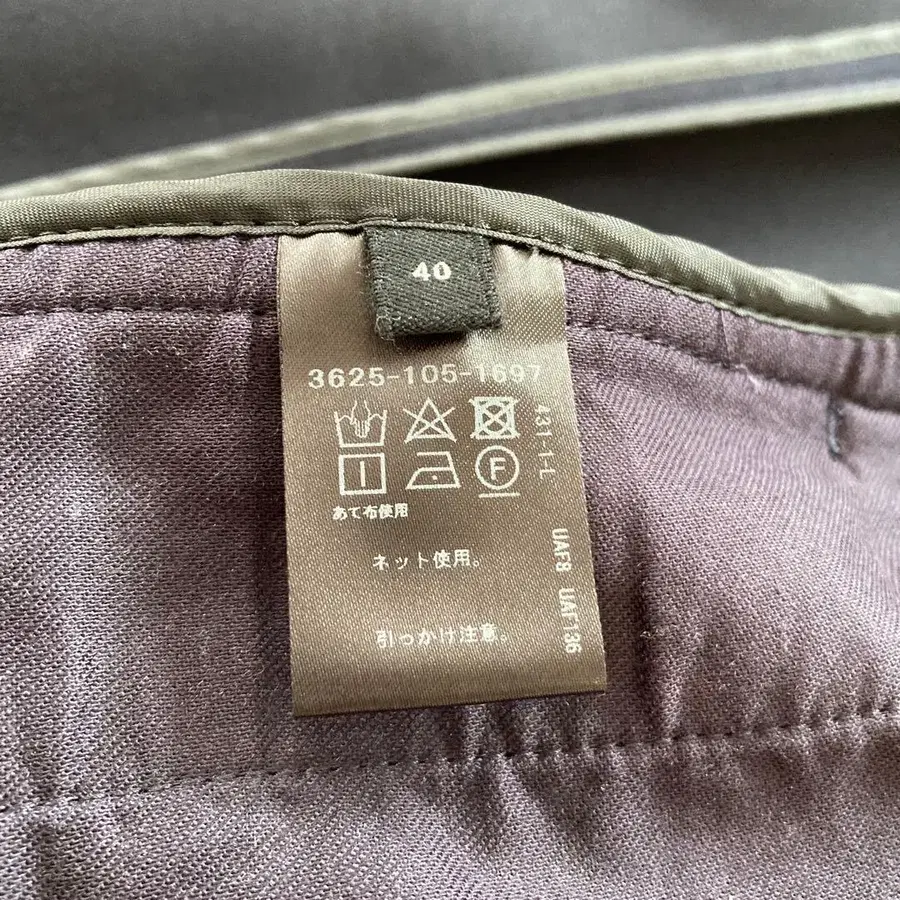 40
3625-105-1697
あて布使用
ネット使用。
引っかけ注意。
431-1-L
UAF8 UAF136